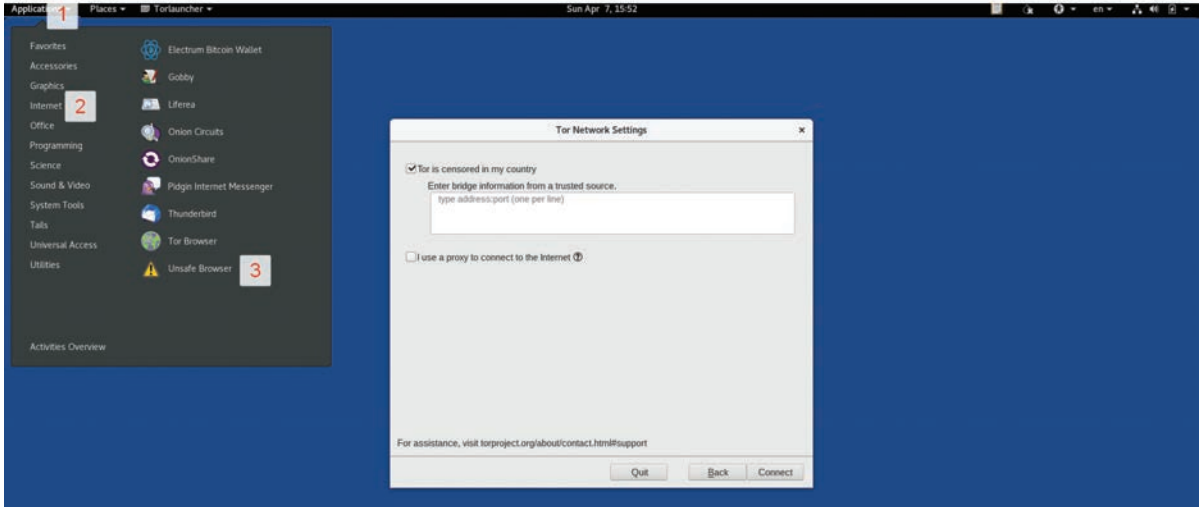 Applicat
1
Places
Torlauncher
Sun Apr 7, 15:52
en
Favorites
Accessories
Graphics
Internet
2
Office
Programming
Science
Sound & Video
System Tools
Tails
Universal Access
Utilities
Activities Overview
Electrum Bitcoin Wallet
Gobby
Liferea
Onion Circuits
OnionShare
Pidgin Internet Messenger
Thunderbird
Tor Browser
Unsafe Browser
3
Tor Network Settings
×
Tor is censored in my country
Enter bridge information from a trusted source.
type address:port (one per line)
I use a proxy to connect to the Internet ?
For assistance, visit torproject.org/about/contact.html#support
Quit
Back
Connect